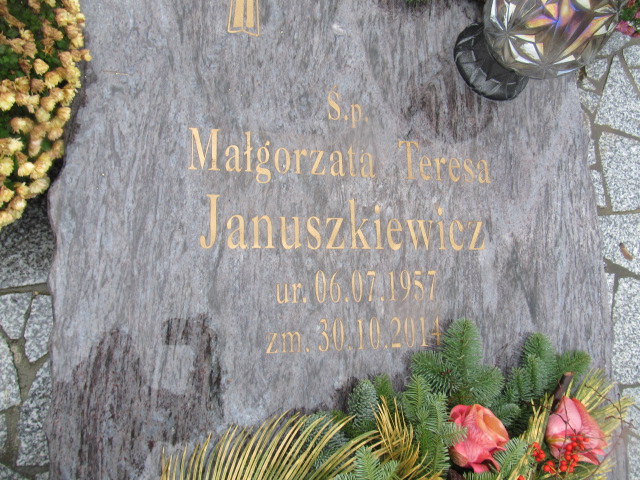 Ś.p.
Małgorzata Teresa
Januszkiewicz
ur. 06.07.1957
zm. 30.10.2014